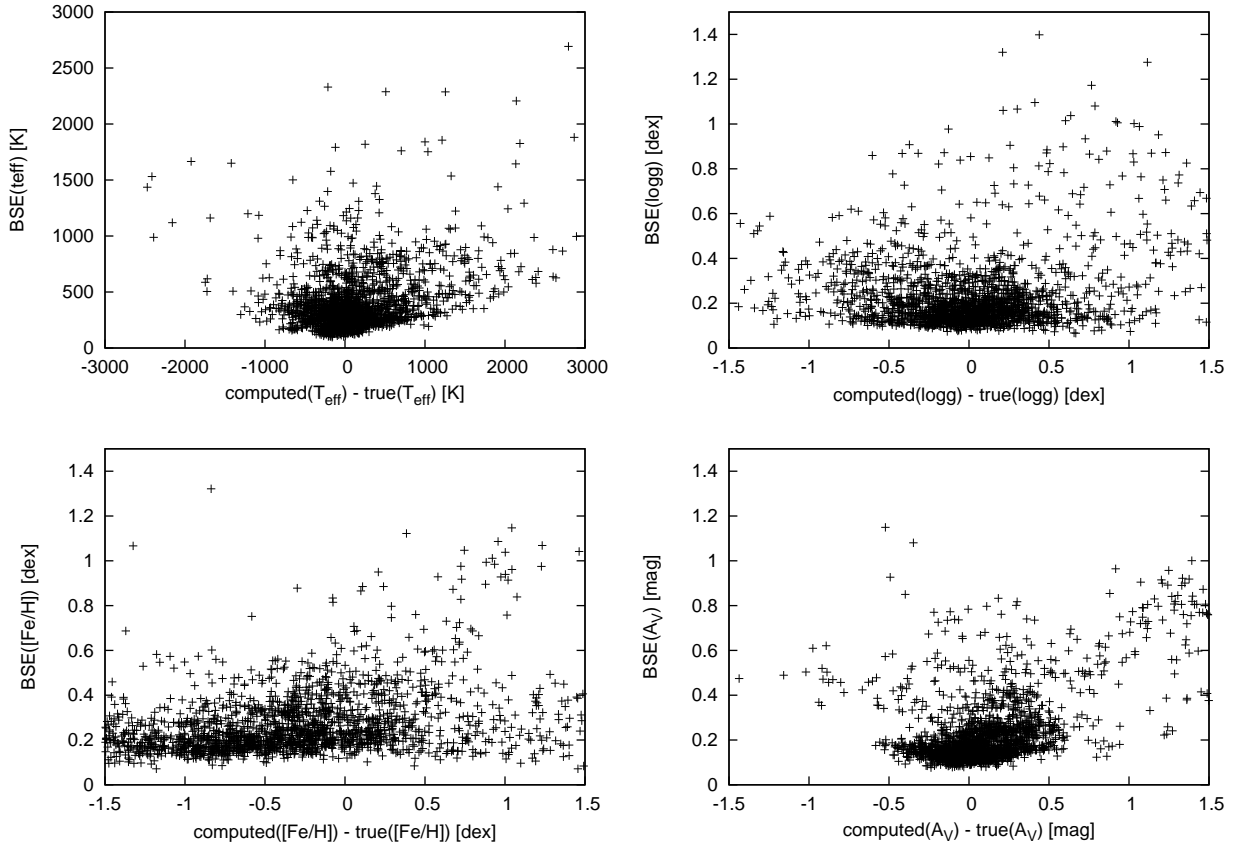 3000
2500
2000
1500
1000
500
0
BSE(teff) [K]
-3000 -2000 -1000 0 1000 2000 3000
computed(T_eff) - true(T_eff) [K]
1.4
1.2
1
0.8
0.6
0.4
0.2
0
BSE(logg) [dex]
-1.5 -1 -0.5 0 0.5 1 1.5
computed(logg) - true(logg) [dex]
1.4
1.2
1
0.8
0.6
0.4
0.2
0
BSE([Fe/H]) [dex]
-1.5 -1 -0.5 0 0.5 1 1.5
computed([Fe/H]) - true([Fe/H]) [dex]
1.4
1.2
1
0.8
0.6
0.4
0.2
0
BSE(A_V) [mag]
-1.5 -1 -0.5 0 0.5 1 1.5
computed(A_V) - true(A_V) [mag]